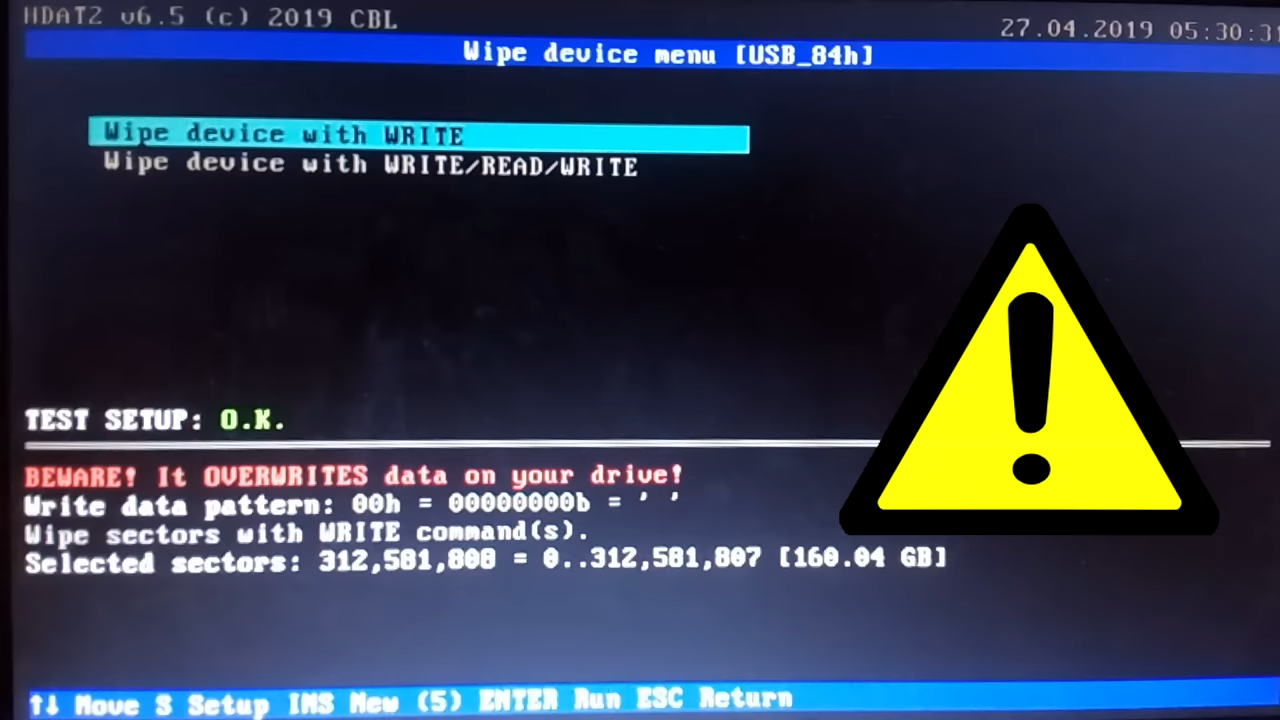 HDAT2 v6.5 (c) 2019 CBL
27.04.2019 05:30:31
Wipe device menu [USB_84h]
Wipe device with WRITE
Wipe device with WRITE/READ/WRITE
TEST SETUP: O.K.
BEWARE! It OVERWRITES data on your drive!
Write data pattern: 00h = 00000000b = ' '
Wipe sectors with WRITE command(s).
Selected sectors: 312,581,808 = 0..312,581,807 [160.04 GB]
↑↓ Move S Setup INS New (5) ENTER Run ESC Return